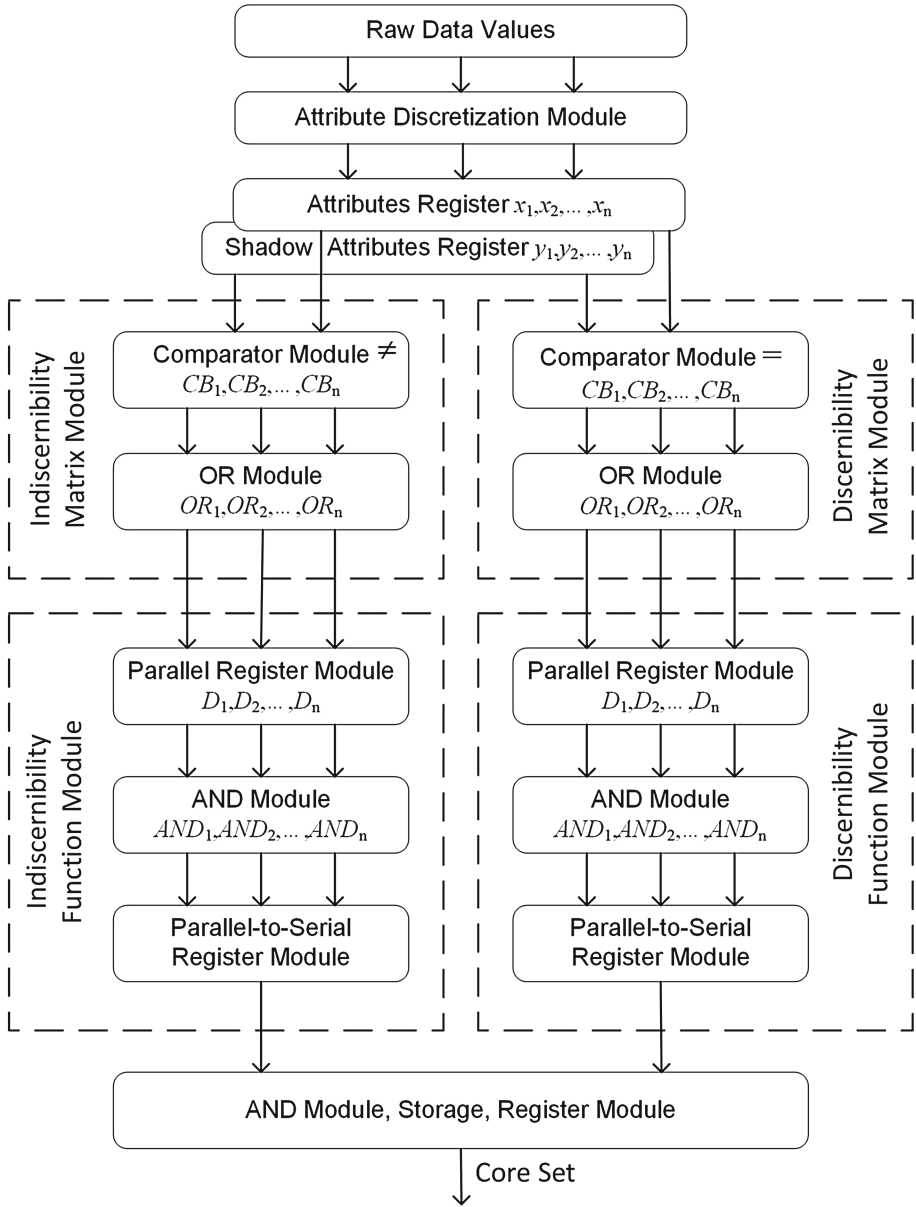 Raw Data Values
Attribute Discretization Module
Attributes Register x₁,x₂,... ,xₙ
Shadow Attributes Register y₁,y₂,... ,yₙ
Indiscernibility
Matrix Module
Comparator Module ≠
CB₁,CB₂,... ,CBₙ
OR Module
OR₁,OR₂,... ,ORₙ
Comparator Module =
CB₁,CB₂,... ,CBₙ
OR Module
OR₁,OR₂,... ,ORₙ
Discernibility
Matrix Module
Indiscernibility
Function Module
Parallel Register Module
D₁,D₂,... ,Dₙ
AND Module
AND₁,AND₂,... ,ANDₙ
Parallel-to-Serial
Register Module
Parallel Register Module
D₁,D₂,... ,Dₙ
AND Module
AND₁,AND₂,... ,ANDₙ
Parallel-to-Serial
Register Module
Discernibility
Function Module
AND Module, Storage, Register Module
Core Set